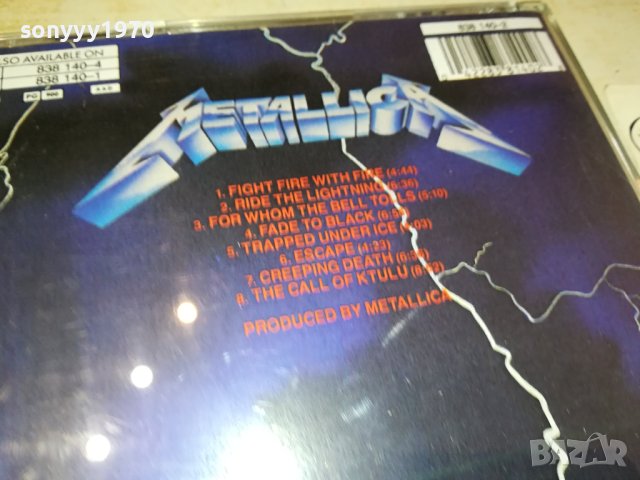 sonyyy1970
ALSO AVAILABLE ON
838 140-4
838 140-1
PG 900
838 140-2
METALLICA
1. FIGHT FIRE WITH FIRE (4:44)
2. RIDE THE LIGHTNING (6:36)
3. FOR WHOM THE BELL TOLLS (5:10)
4. FADE TO BLACK
5. TRAPPED UNDER ICE
6. ESCAPE (4:23)
7. CREEPING DEATH
8. THE CALL OF KTULU
PRODUCED BY METALLICA
BAZAR